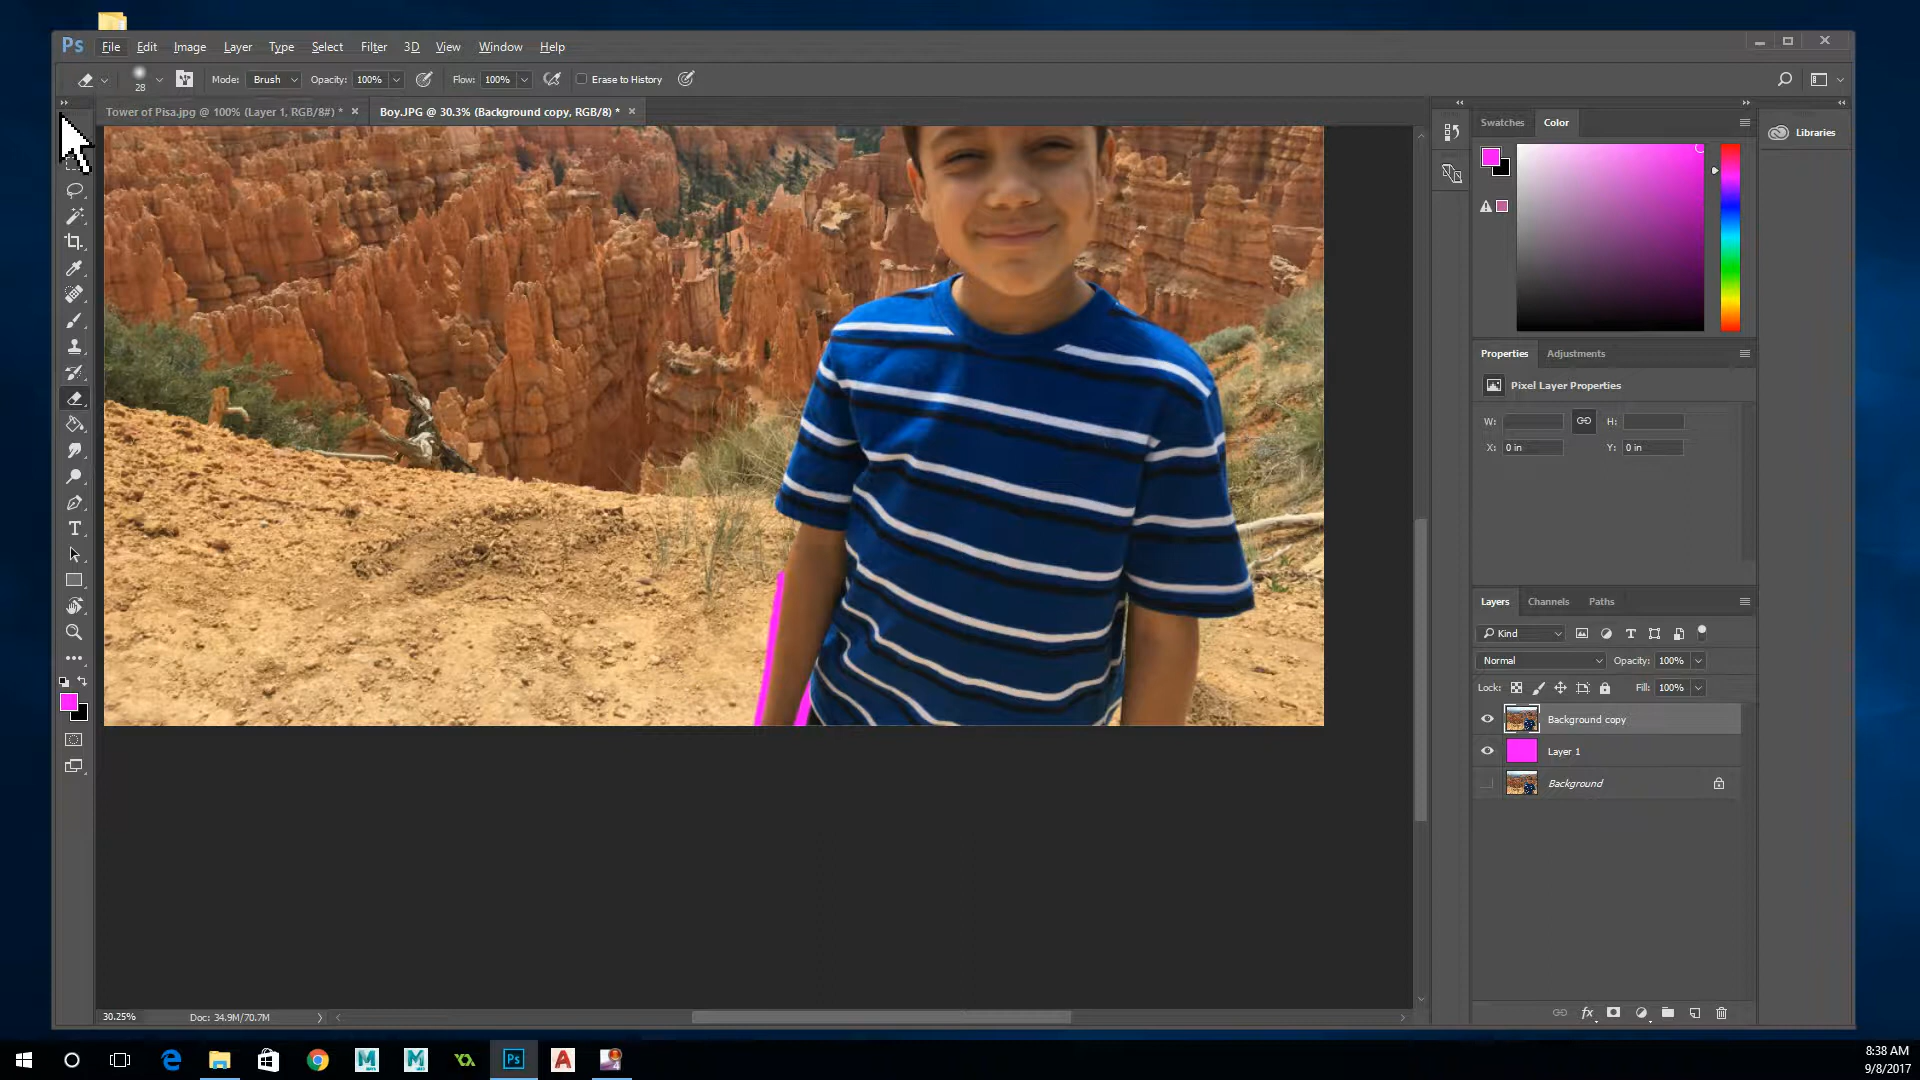 Ps File Edit Image Layer Type Select Filter 3D View Window Help
28 Mode: Brush Opacity: 100% Flow: 100% Erase to History
Tower of Pisa.jpg @ 100% (Layer 1, RGB/8#) * × Boy.JPG @ 30.3% (Background copy, RGB/8) * ×
Swatches Color
Libraries
Properties Adjustments
Pixel Layer Properties
W: H:
X: 0 in Y: 0 in
Layers Channels Paths
Kind
Normal Opacity: 100%
Lock: Fill: 100%
Background copy
Layer 1
Background
fx
30.25% Doc: 34.9M/70.7M
Ps
8:38 AM
9/8/2017